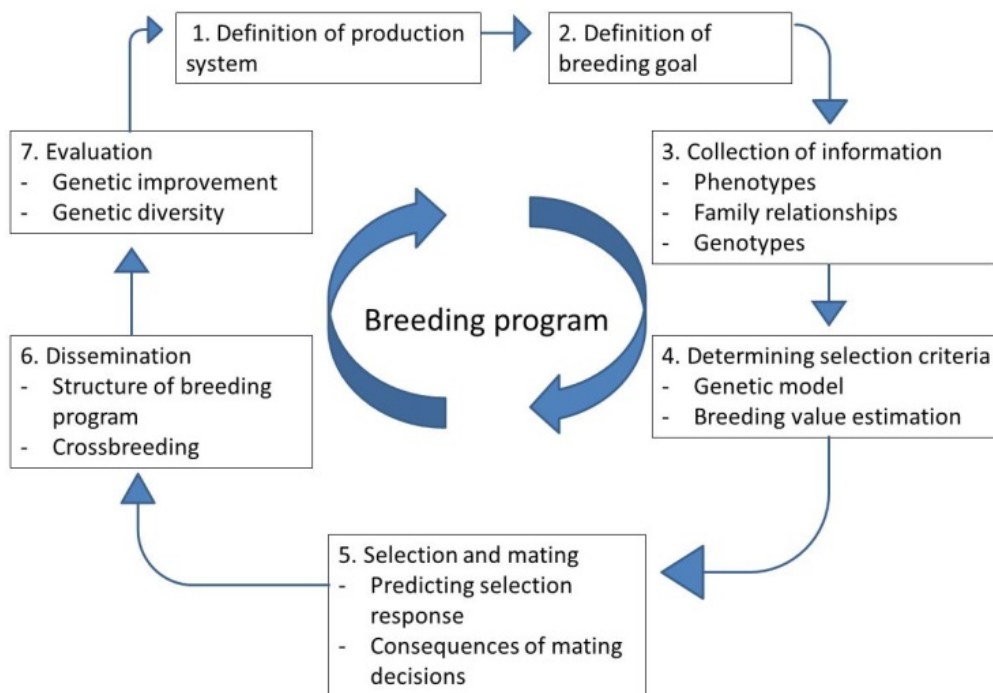 1. Definition of production
system
2. Definition of
breeding goal
3. Collection of information
- Phenotypes
- Family relationships
- Genotypes
4. Determining selection criteria
- Genetic model
- Breeding value estimation
5. Selection and mating
- Predicting selection
response
- Consequences of mating
decisions
6. Dissemination
- Structure of breeding
program
- Crossbreeding
7. Evaluation
- Genetic improvement
- Genetic diversity
Breeding program